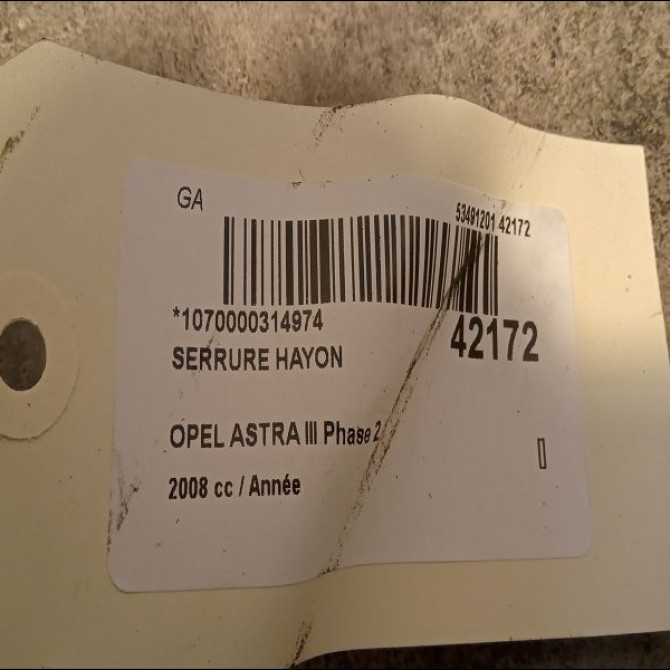 GA
53491201 42172
*1070000314974
42172
SERRURE HAYON
OPEL ASTRA III Phase 2
2008 cc / Année